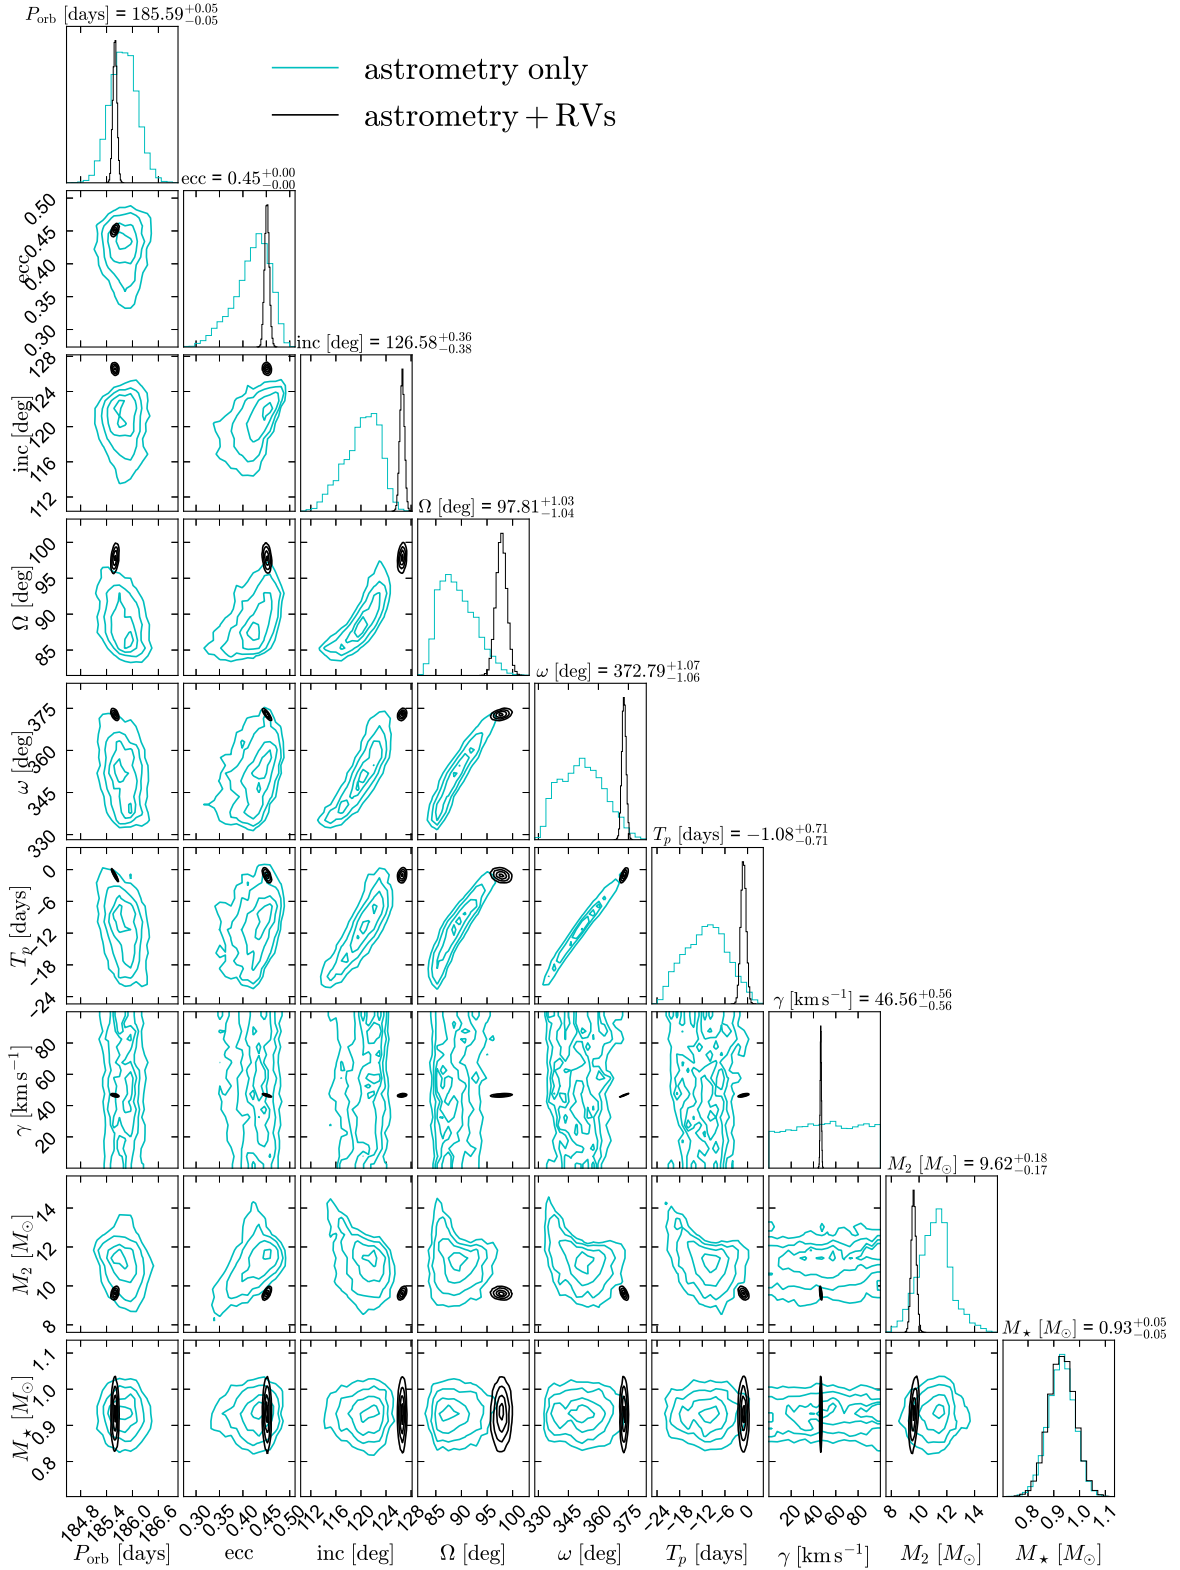 P_orb [days] = 185.59 +0.05 −0.05
astrometry only
astrometry + RVs
ecc = 0.45 +0.00 −0.00
0.50
0.45
0.40
0.35
0.30
ecc
inc [deg] = 126.58 +0.36 −0.38
128
124
120
116
112
inc [deg]
Ω [deg] = 97.81 +1.03 −1.04
100
95
90
85
Ω [deg]
ω [deg] = 372.79 +1.07 −1.06
375
360
345
330
ω [deg]
T_p [days] = −1.08 +0.71 −0.71
0
−6
−12
−18
−24
T_p [days]
γ [km s⁻¹] = 46.56 +0.56 −0.56
80
60
40
20
γ [km s⁻¹]
M_2 [M_☉] = 9.62 +0.18 −0.17
14
12
10
8
M_2 [M_☉]
M_★ [M_☉] = 0.93 +0.05 −0.05
1.1
1.0
0.9
0.8
M_★ [M_☉]
184.8 185.4 186.0 186.6 0.30 0.35 0.40 0.45 0.50 112 116 120 124 128 85 90 95 100 330 345 360 375 −24 −18 −12 −6 0 20 40 60 80 8 10 12 14 0.8 0.9 1.0 1.1
P_orb [days] ecc inc [deg] Ω [deg] ω [deg] T_p [days] γ [km s⁻¹] M_2 [M_☉] M_★ [M_☉]